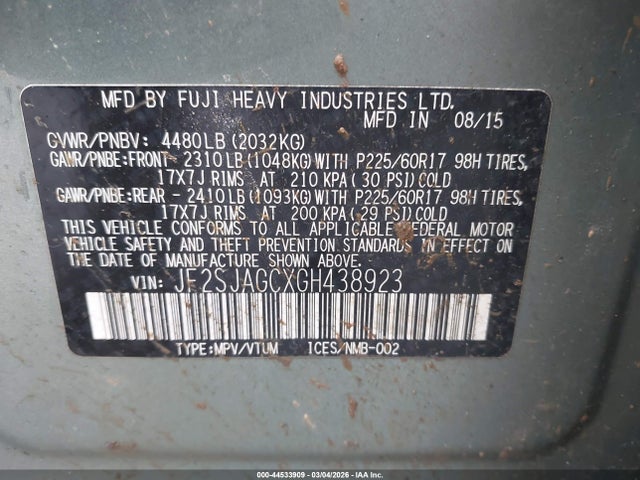 MFD BY FUJI HEAVY INDUSTRIES LTD.
MFD IN 08/15
GVWR/PNBV: 4480LB (2032KG)
GAWR/PNBE:FRONT- 2310LB(1048KG)WITH P225/60R17 98H TIRES,
17X7J RIMS AT 210 KPA(30 PSI)COLD
GAWR/PNBE:REAR - 2410LB(1093KG)WITH P225/60R17 98H TIRES,
17X7J RIMS AT 200 KPA(29 PSI)COLD
THIS VEHICLE CONFORMS TO ALL APPLICABLE FEDERAL MOTOR
VEHICLE SAFETY AND THEFT PREVENTION STANDARDS IN EFFECT ON
THE DATE OF MANUFACTURE SHOWN ABOVE.
VIN: JF2SJAGCXGH438923
TYPE:MPV/VTUM ICES/NMB-002
000-44533909 - 03/04/2026 - IAAHC.com